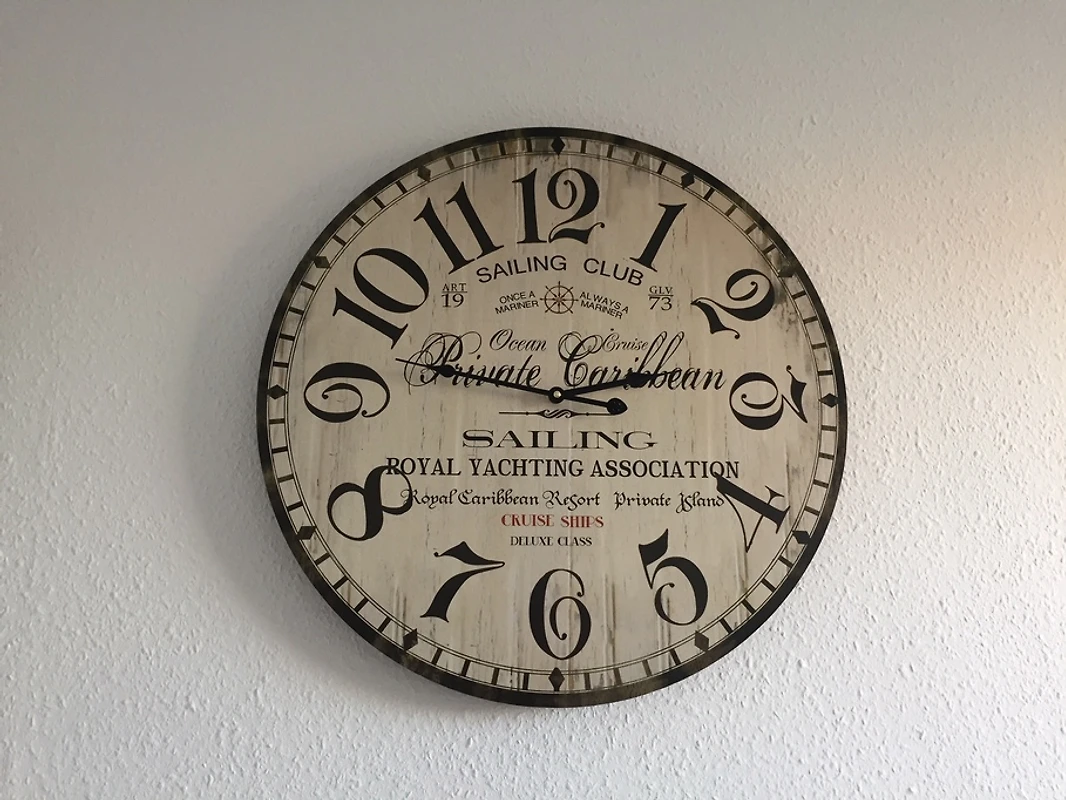 12
11 1
10 2
9 3
8 4
7 5
6
SAILING CLUB
ART
19
ONCE A
MARINER
ALWAYS A
MARINER
GLV
73
Ocean Cruise
Private Caribbean
SAILING
ROYAL YACHTING ASSOCIATION
Royal Caribbean Resort Private Island
CRUISE SHIPS
DELUXE CLASS